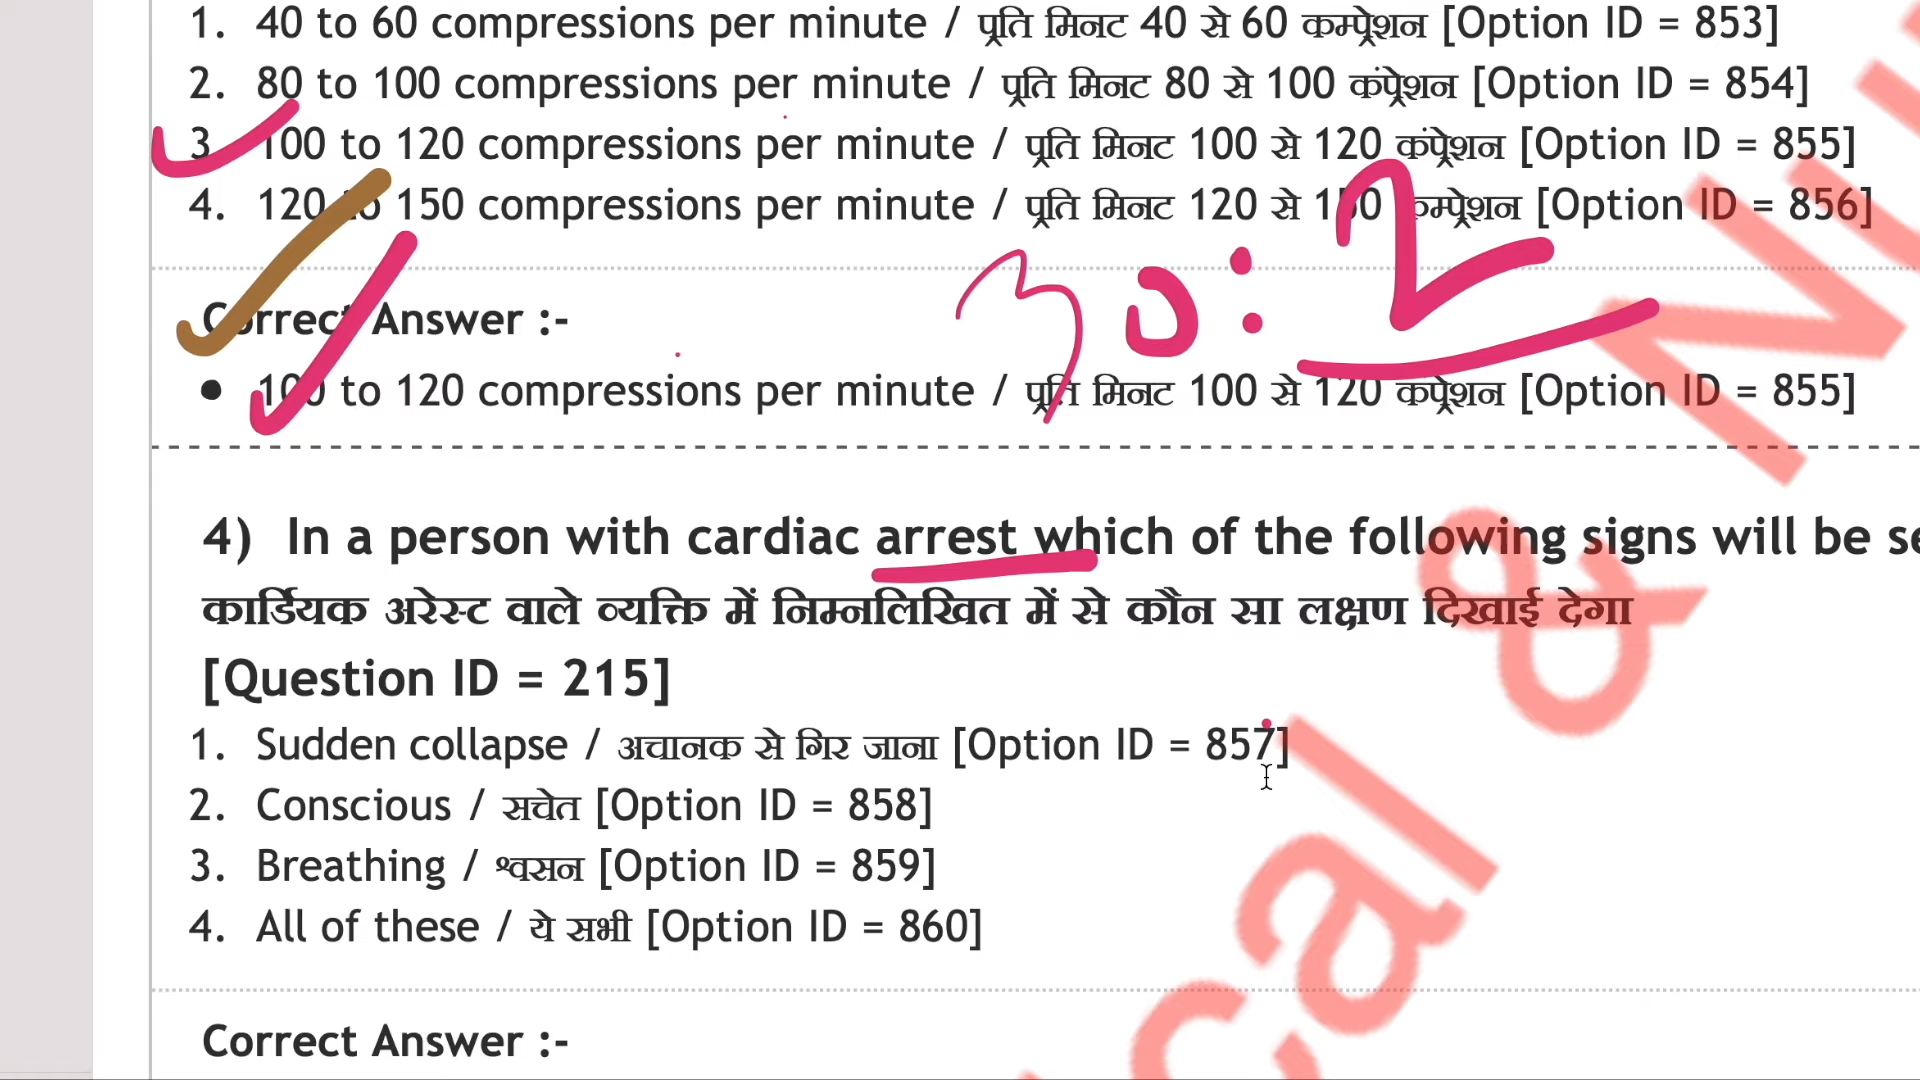 1. 40 to 60 compressions per minute / प्रति मिनट 40 से 60 कम्प्रेशन [Option ID = 853]
2. 80 to 100 compressions per minute / प्रति मिनट 80 से 100 कंप्रेशन [Option ID = 854]
3. 100 to 120 compressions per minute / प्रति मिनट 100 से 120 कंप्रेशन [Option ID = 855]
4. 120 to 150 compressions per minute / प्रति मिनट 120 से 150 कम्प्रेशन [Option ID = 856]
30:2
Correct Answer :-
• 100 to 120 compressions per minute / प्रति मिनट 100 से 120 कंप्रेशन [Option ID = 855]
4) In a person with cardiac arrest which of the following signs will be
कार्डियक अरेस्ट वाले व्यक्ति में निम्नलिखित में से कौन सा लक्षण दिखाई देगा
[Question ID = 215]
1. Sudden collapse / अचानक से गिर जाना [Option ID = 857]
2. Conscious / सचेत [Option ID = 858]
3. Breathing / श्वसन [Option ID = 859]
4. All of these / ये सभी [Option ID = 860]
Correct Answer :-